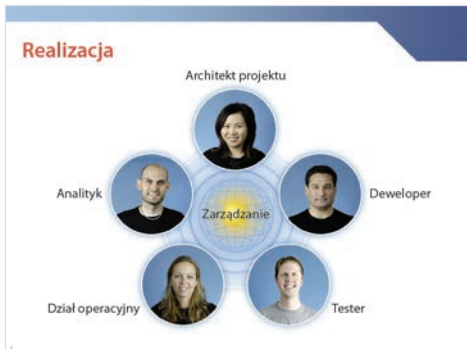 Realizacja
Architekt projektu
Analityk
Deweloper
Zarządzanie
Dział operacyjny
Tester